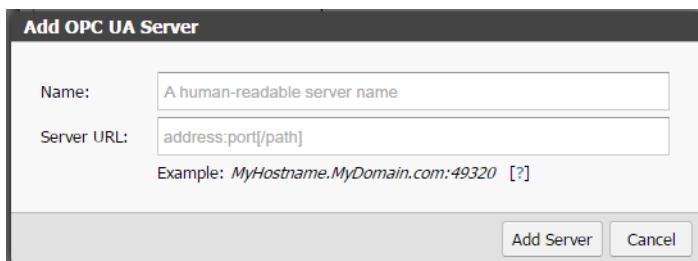 Add OPC UA Server
Name: A human-readable server name
Server URL: address:port[/path]
Example: MyHostname.MyDomain.com:49320 [?]
Add Server Cancel